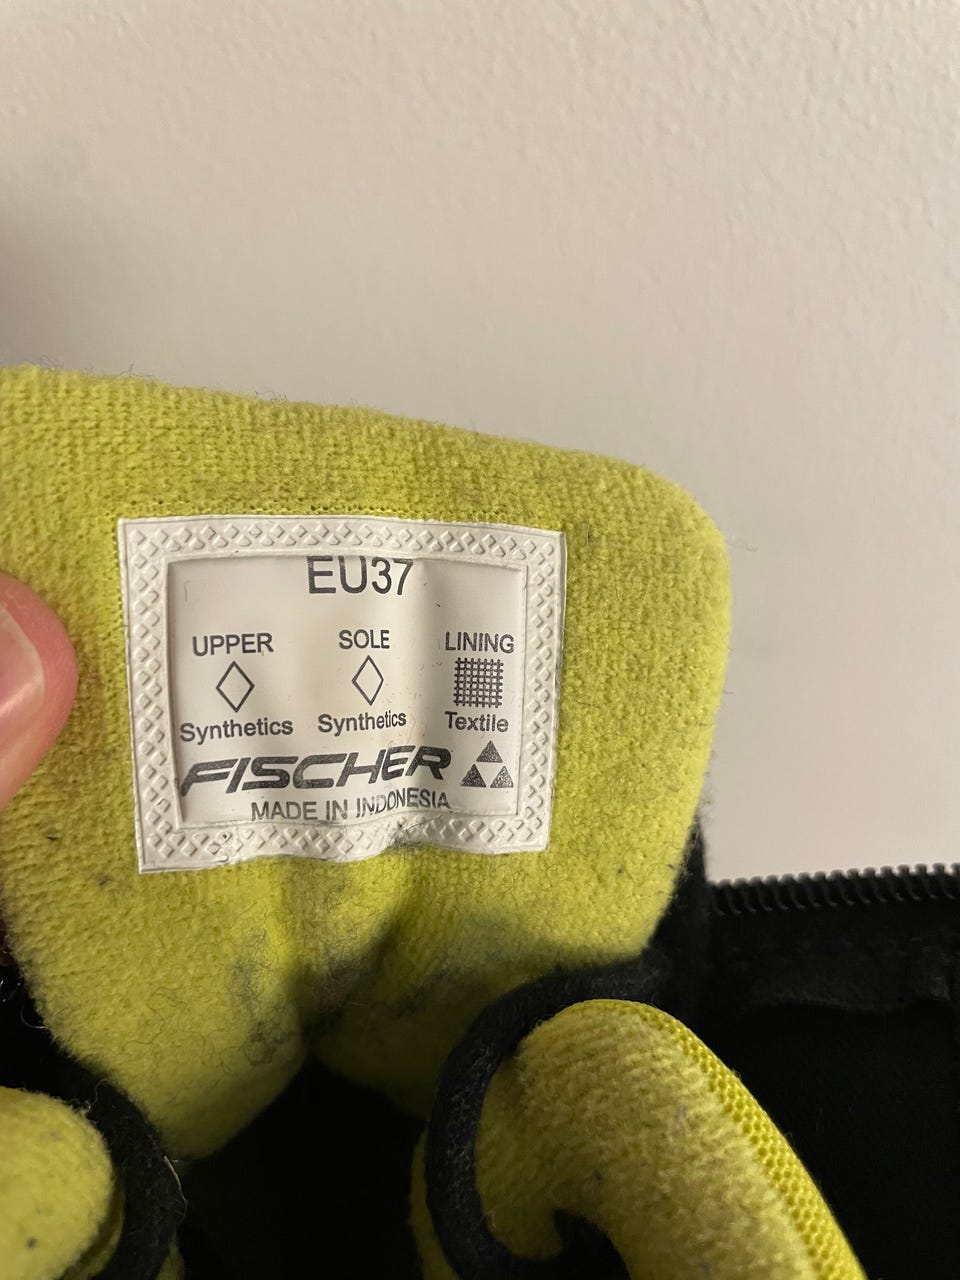 EU37
UPPER SOLE LINING
Synthetics Synthetics Textile
FISCHER
MADE IN INDONESIA